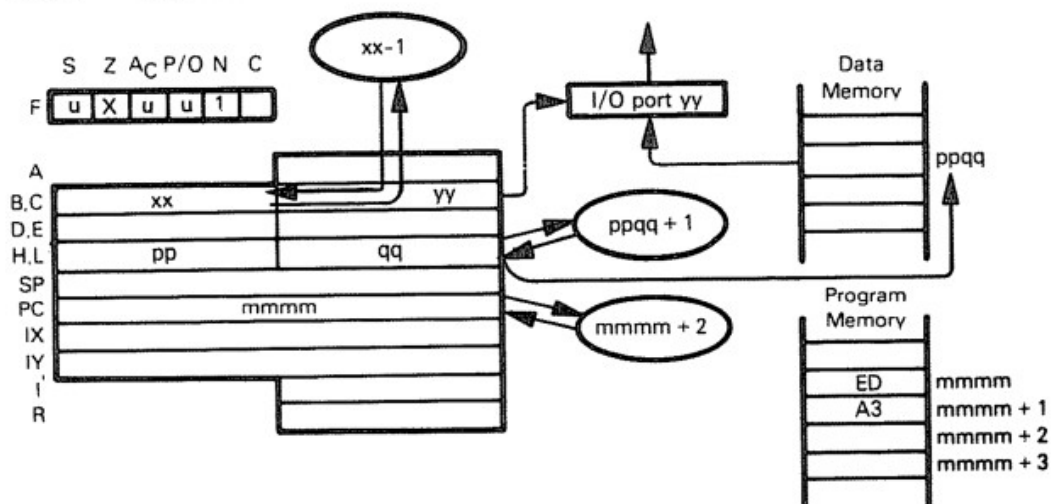 xx-1
S Z AC P/O N C
F u X u u 1
I/O port yy
Data
Memory
ppqq
A
B,C xx yy
D,E
ppqq + 1
H,L pp qq
SP
PC mmmm
mmmm + 2
IX
IY
I
R
Program
Memory
ED mmmm
A3 mmmm + 1
mmmm + 2
mmmm + 3